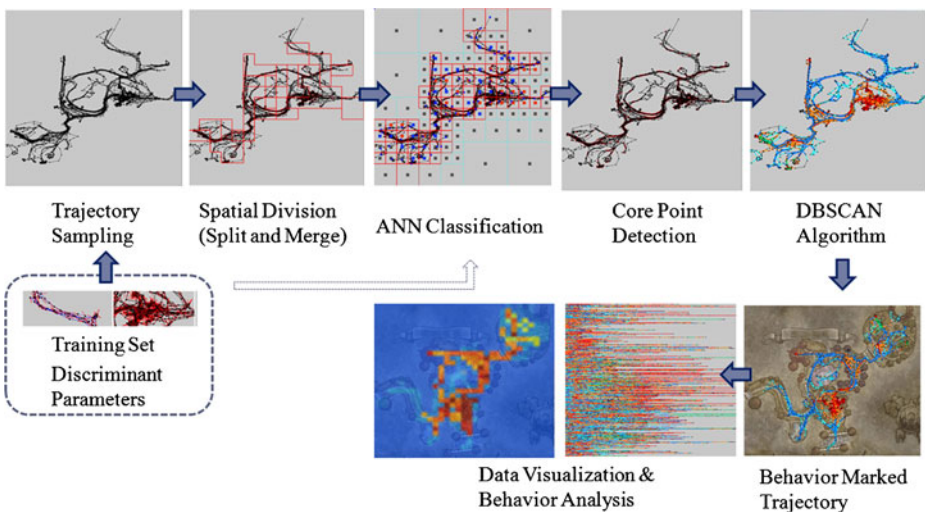 Trajectory
Sampling
Spatial Division
(Split and Merge)
ANN Classification
Core Point
Detection
DBSCAN
Algorithm
Training Set
Discriminant
Parameters
Data Visualization &
Behavior Analysis
Behavior Marked
Trajectory